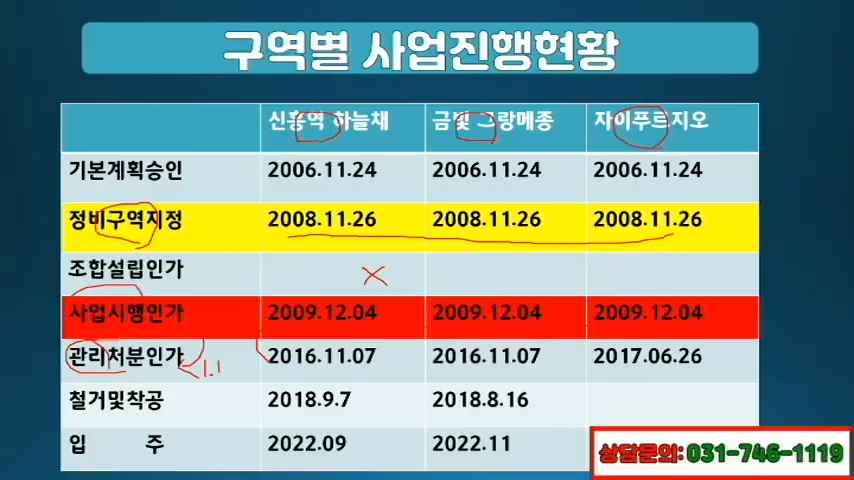 구역별 사업진행현황
신흥역 하늘채 금빛 그랑메종 자이푸르지오
기본계획승인 2006.11.24 2006.11.24 2006.11.24
정비구역지정 2008.11.26 2008.11.26 2008.11.26
조합설립인가
사업시행인가 2009.12.04 2009.12.04 2009.12.04
관리처분인가 2016.11.07 2016.11.07 2017.06.26
철거및착공 2018.9.7 2018.8.16
입 주 2022.09 2022.11
상담문의: 031-746-1119